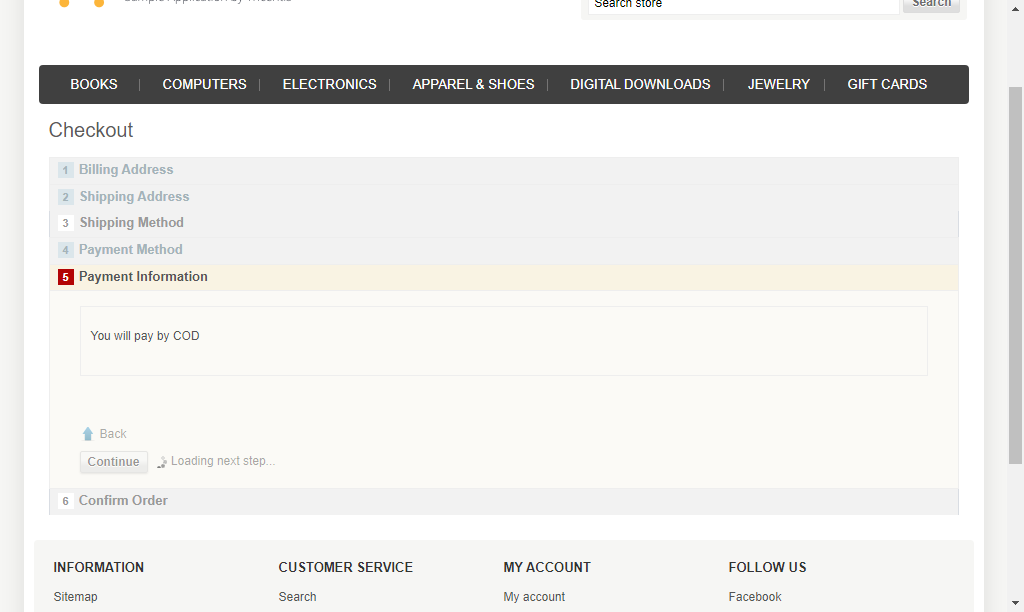 Search store
Search
BOOKS
COMPUTERS
ELECTRONICS
APPAREL & SHOES
DIGITAL DOWNLOADS
JEWELRY
GIFT CARDS
Checkout
1 Billing Address
2 Shipping Address
3 Shipping Method
4 Payment Method
5 Payment Information
You will pay by COD
Back
Continue
Loading next step...
6 Confirm Order
INFORMATION
CUSTOMER SERVICE
MY ACCOUNT
FOLLOW US
Sitemap
Search
My account
Facebook